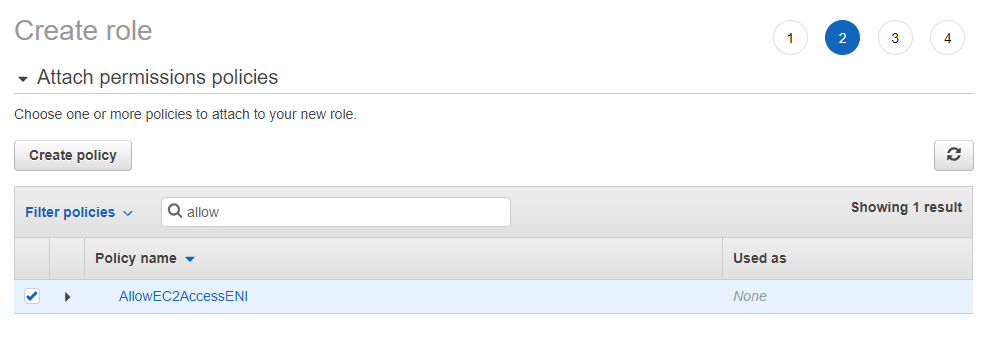 Create role
1 2 3 4
Attach permissions policies
Choose one or more policies to attach to your new role.
Create policy
Filter policies allow Showing 1 result
Policy name Used as
AllowEC2AccessENI None